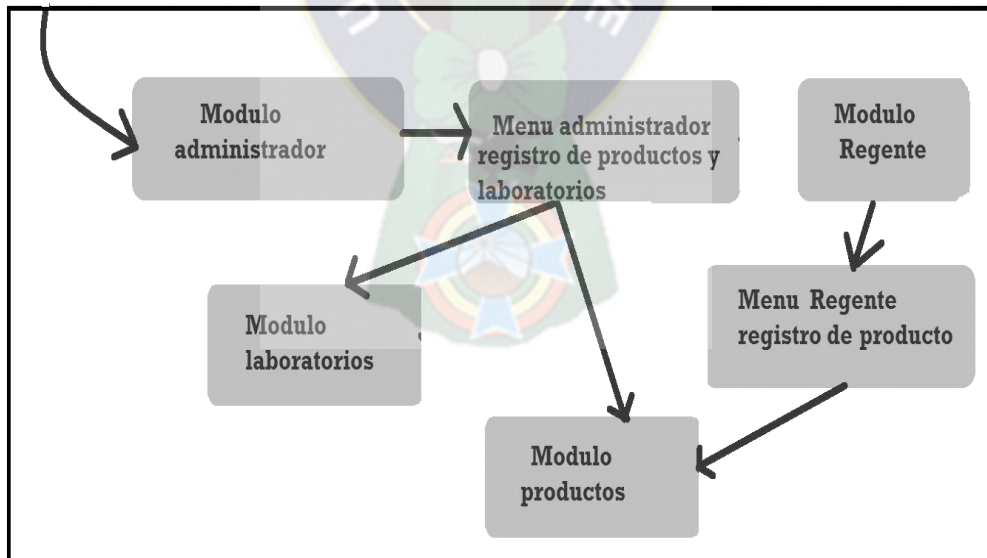 Modulo
administrador
Menu administrador
registro de productos y
laboratorios
Modulo
Regente
Modulo
laboratorios
Menu Regente
registro de producto
Modulo
productos